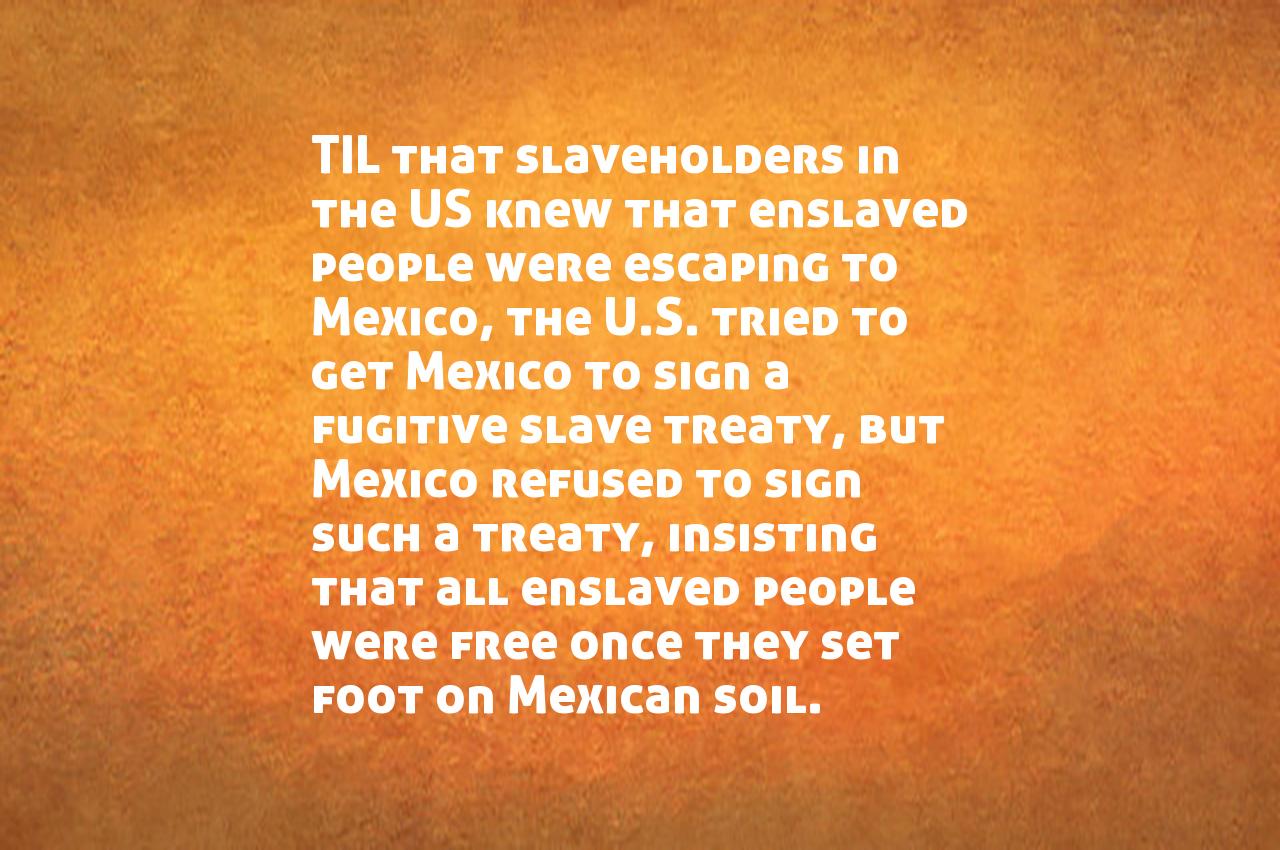 TIL that slaveholders in
the US knew that enslaved
people were escaping to
Mexico, the U.S. tried to
get Mexico to sign a
fugitive slave treaty, but
Mexico refused to sign
such a treaty, insisting
that all enslaved people
were free once they set
foot on Mexican soil.